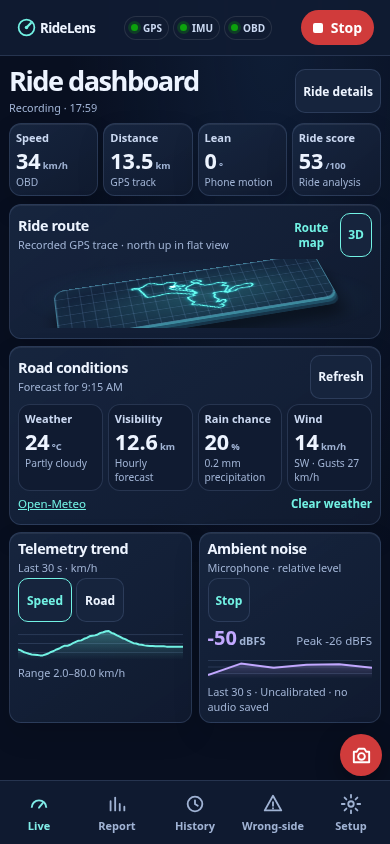 RideLens
GPS
IMU
OBD
Stop
Ride dashboard
Recording · 17:59
Ride details
Speed
34 km/h
OBD
Distance
13.5 km
GPS track
Lean
0 °
Phone motion
Ride score
53 /100
Ride analysis
Ride route
Recorded GPS trace · north up in flat view
Route
map
3D
Road conditions
Forecast for 9:15 AM
Refresh
Weather
24 °C
Partly cloudy
Visibility
12.6 km
Hourly
forecast
Rain chance
20 %
0.2 mm
precipitation
Wind
14 km/h
SW · Gusts 27
km/h
Open-Meteo
Clear weather
Telemetry trend
Last 30 s · km/h
Speed
Road
Range 2.0–80.0 km/h
Ambient noise
Microphone · relative level
Stop
-50 dBFS
Peak -26 dBFS
Last 30 s · Uncalibrated · no
audio saved
Live
Report
History
Wrong-side
Setup